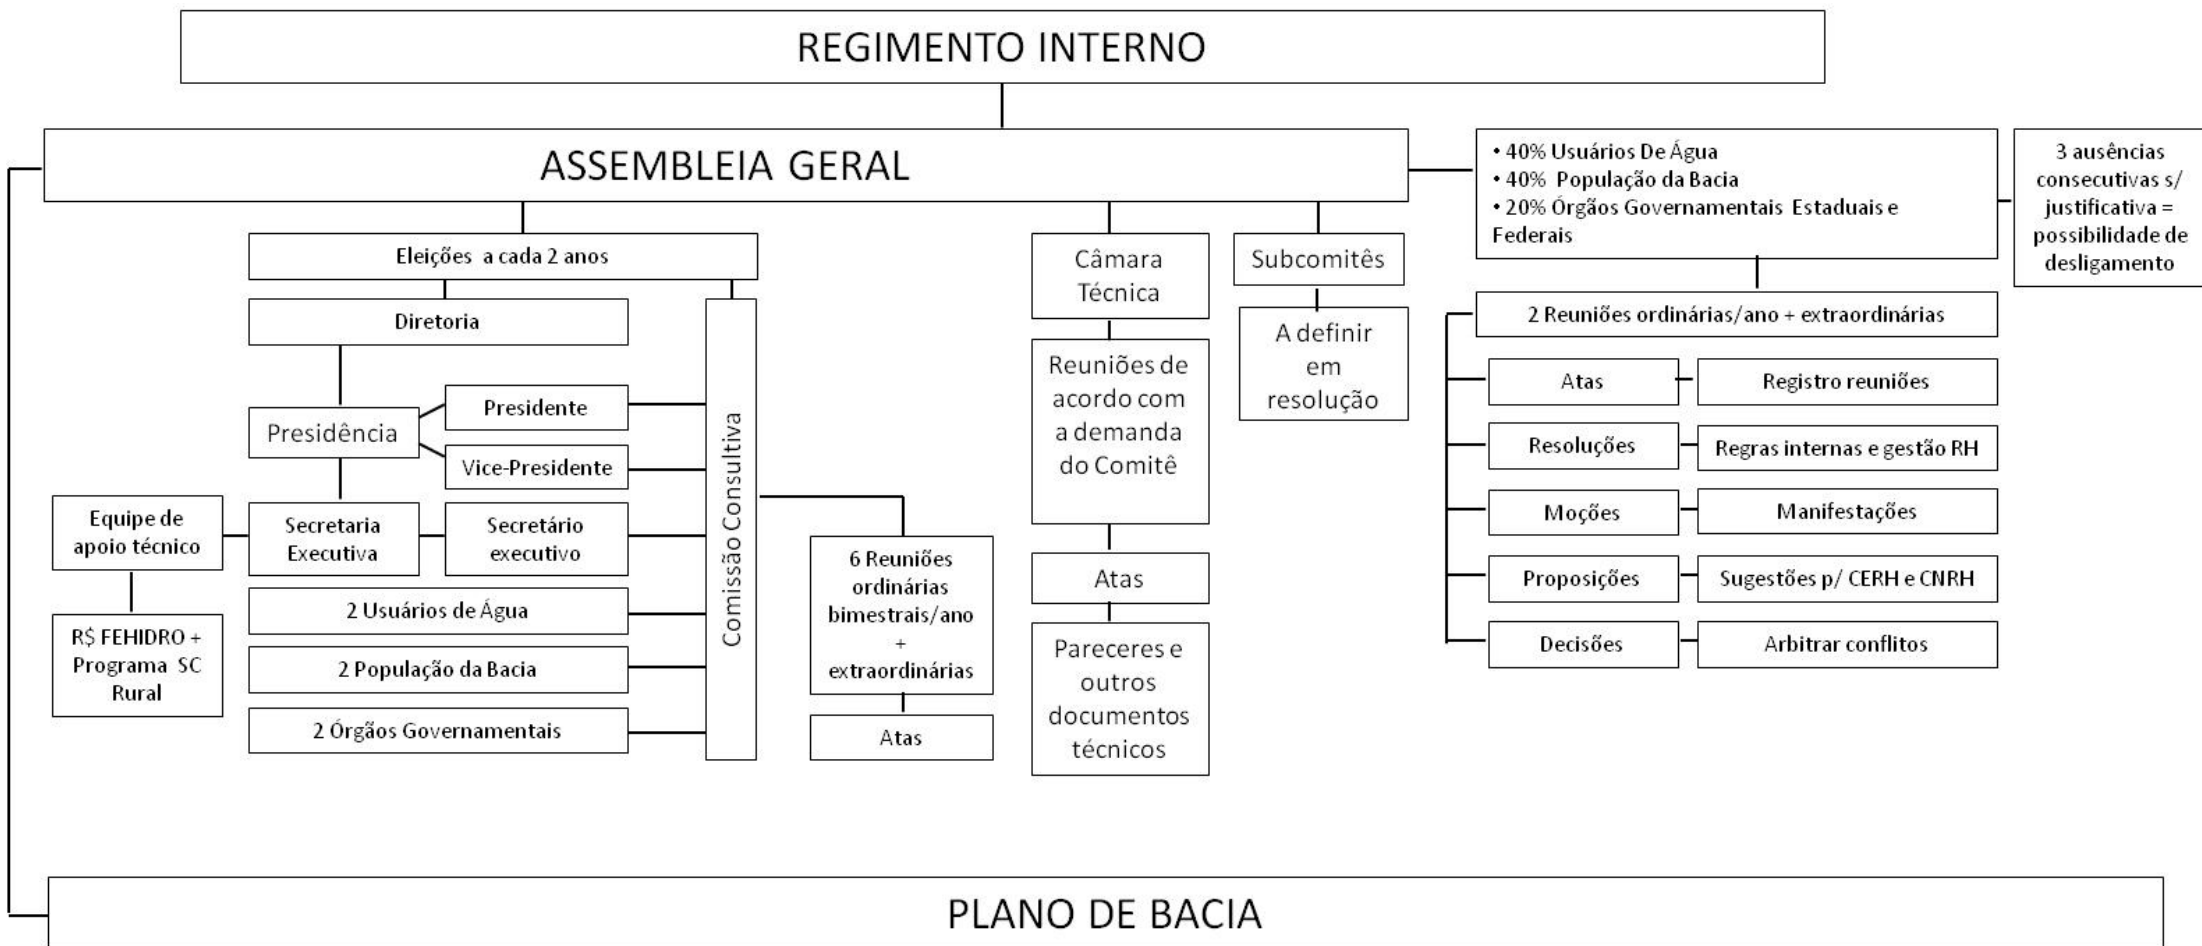 REGIMENTO INTERNO
ASSEMBLEIA GERAL
• 40% Usuários De Água
• 40% População da Bacia
• 20% Órgãos Governamentais Estaduais e
Federais
3 ausências
consecutivas s/
justificativa =
possibilidade de
desligamento
Eleições a cada 2 anos
Diretoria
Presidência
Presidente
Vice-Presidente
Equipe de
apoio técnico
Secretaria
Executiva
Secretário
executivo
R$ FEHIDRO +
Programa SC
Rural
2 Usuários de Água
2 População da Bacia
2 Órgãos Governamentais
Comissão Consultiva
6 Reuniões
ordinárias
bimestrais/ano
+
extraordinárias
Atas
Câmara
Técnica
Reuniões de
acordo com
a demanda
do Comitê
Atas
Pareceres e
outros
documentos
técnicos
Subcomitês
A definir
em
resolução
2 Reuniões ordinárias/ano + extraordinárias
Atas
Registro reuniões
Resoluções
Regras internas e gestão RH
Moções
Manifestações
Proposições
Sugestões p/ CERH e CNRH
Decisões
Arbitrar conflitos
PLANO DE BACIA